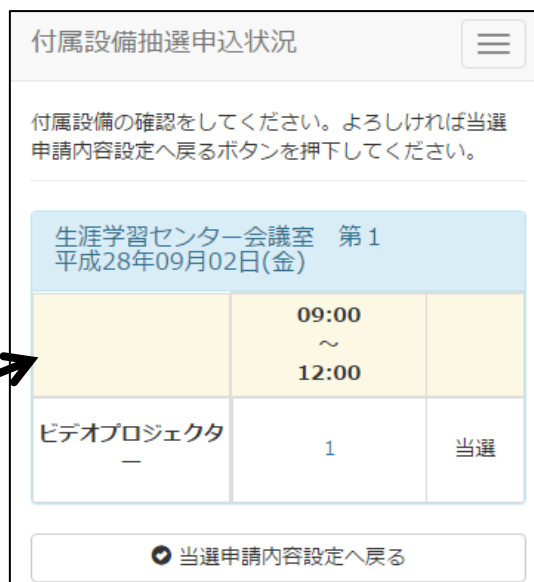 付属設備抽選申込状況
付属設備の確認をしてください。よろしければ当選
申請内容設定へ戻るボタンを押下してください。
生涯学習センター会議室　第１
平成28年09月02日(金)
09:00
～
12:00
ビデオプロジェクタ
ー
1
当選
当選申請内容設定へ戻る